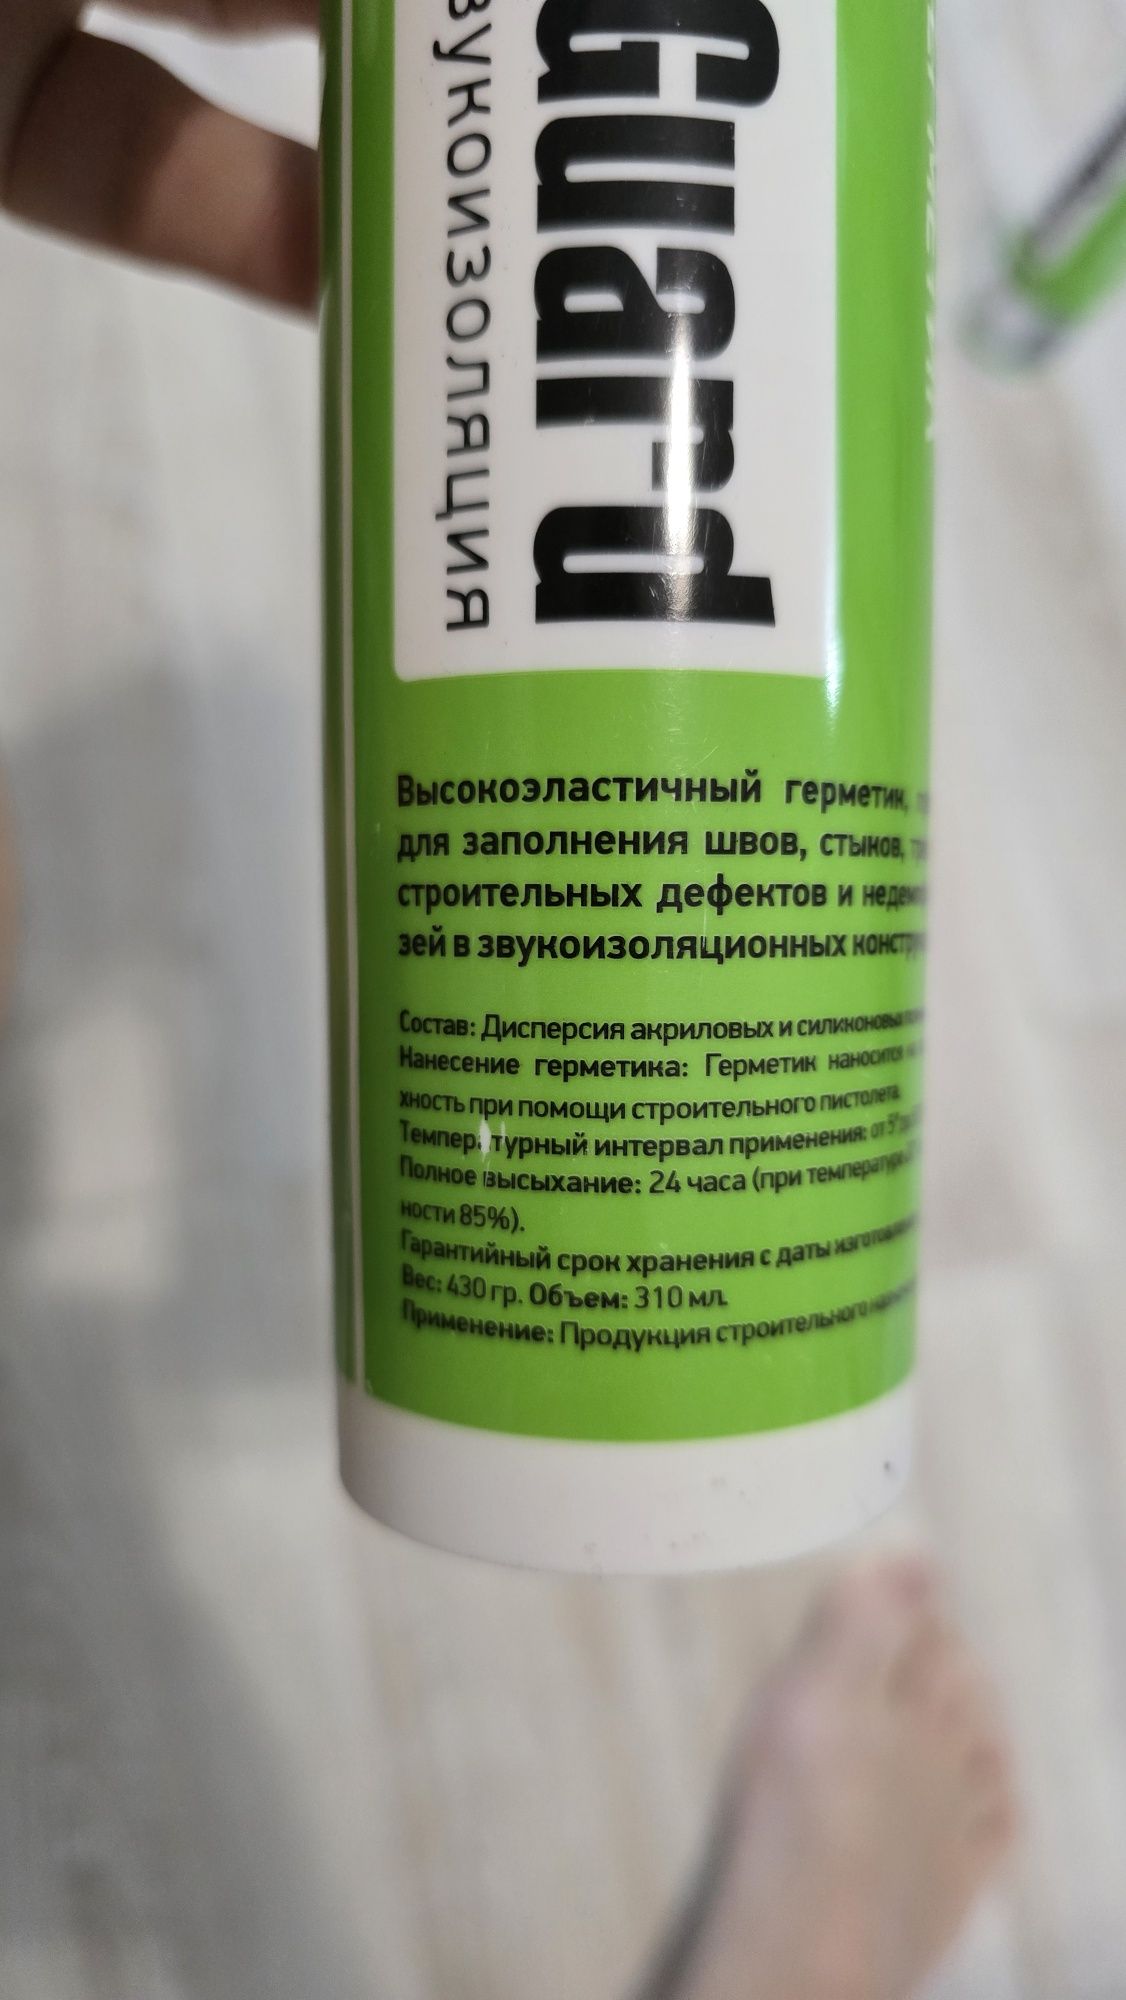 Guard
ВУКОИЗОЛЯЦИЯ
Высокоэластичный герметик,
для заполнения швов, стыков,
строительных дефектов и
зей в звукоизоляционных
Состав: Дисперсия акриловых и силиконовых
Нанесение герметика: Герметик наносится
хность при помощи строительного пистолета.
Температурный интервал применения: от 5°
Полное высыхание: 24 часа (при температуре
ности 85%).
Гарантийный срок хранения с даты изготовления
Вес: 430 гр. Объем: 310 мл.
Применение: Продукция строительного